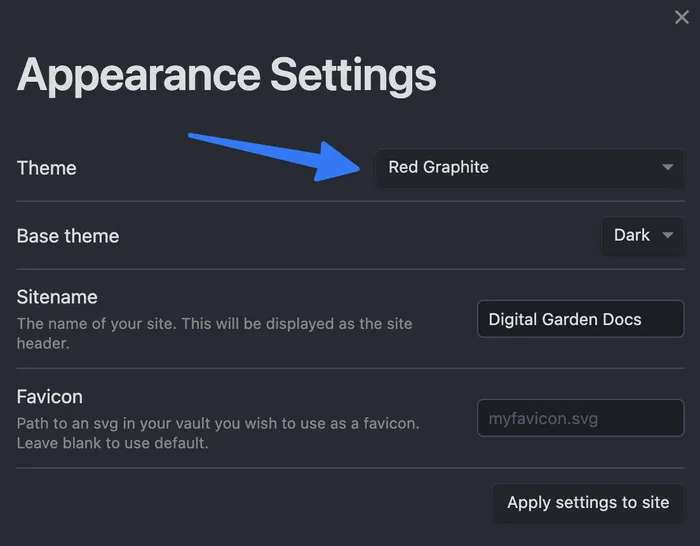 Appearance Settings
Theme
Red Graphite
Base theme
Dark
Sitename
The name of your site. This will be displayed as the site
header.
Digital Garden Docs
Favicon
Path to an svg in your vault you wish to use as a favicon.
Leave blank to use default.
myfavicon.svg
Apply settings to site